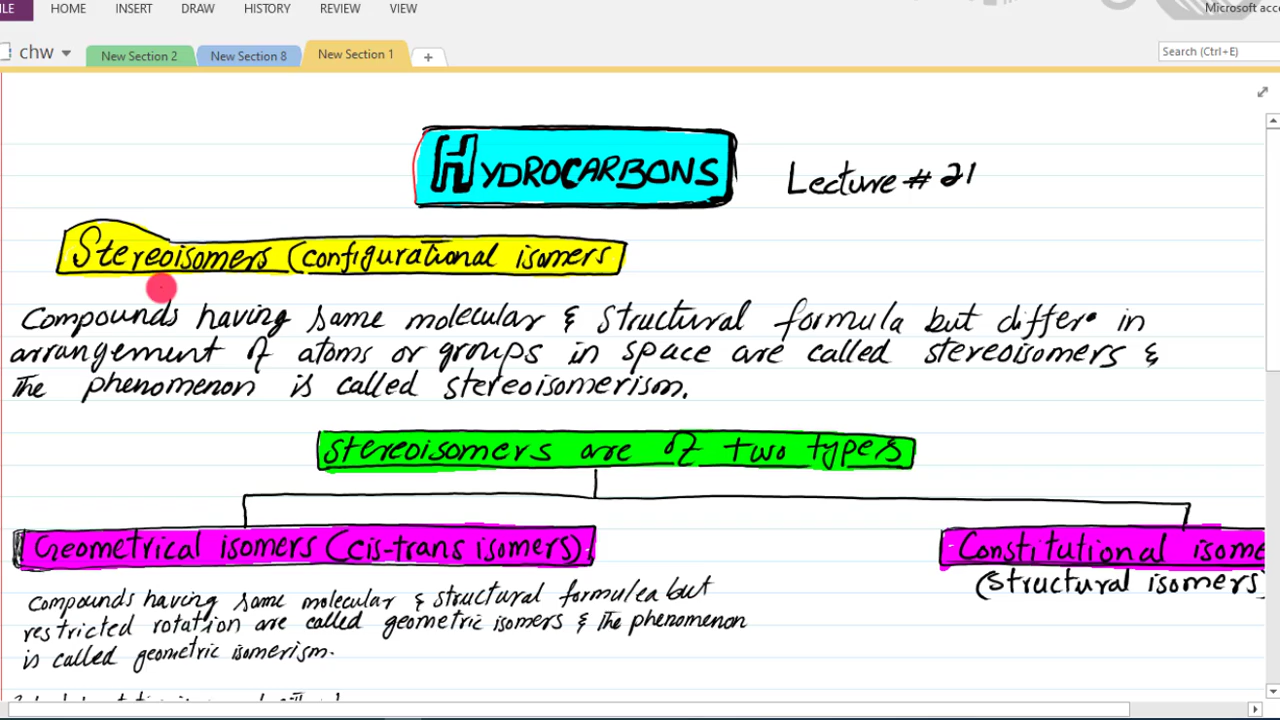 HOME INSERT DRAW HISTORY REVIEW VIEW
Microsoft acc
chw New Section 2 New Section 8 New Section 1 +
Search (Ctrl+E)
HYDROCARBONS
Lecture # 21
Stereoisomers (configurational isomers
Compounds having same molecular & structural formula but differ in
arrangement of atoms or groups in space are called stereoisomers &
The phenomenon is called stereoisomerism.
Stereoisomers are of two types
Geometrical isomers (cis-trans isomers)
Constitutional isome
(structural isomers)
Compounds having same molecular & structural formulea but
restricted rotation are called geometric isomers & The phenomenon
is called geometric isomerism.